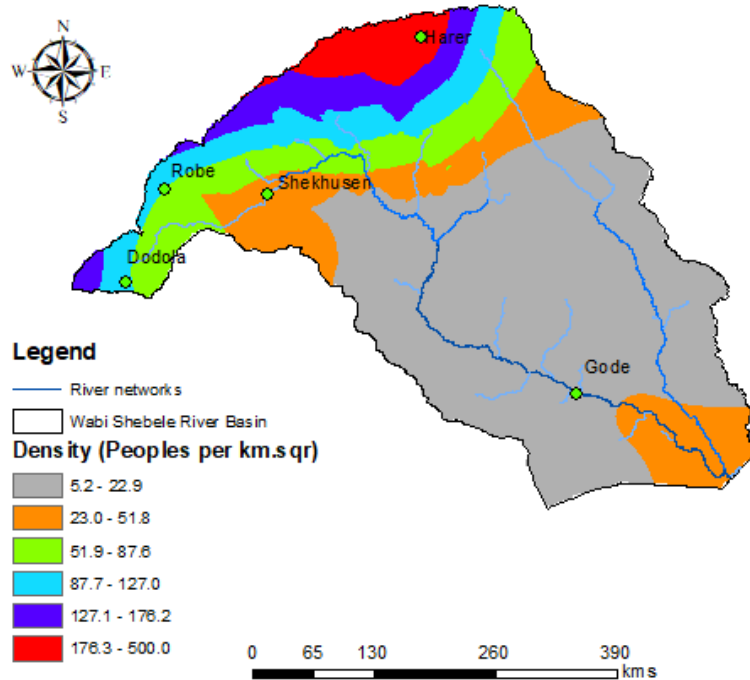 N
W E
S
Harer
Robe
Shekhusen
Dodola
Gode
Legend
River networks
Wabi Shebele River Basin
Density (Peoples per km.sqr)
5.2 - 22.9
23.0 - 51.8
51.9 - 87.6
87.7 - 127.0
127.1 - 176.2
176.3 - 500.0
0 65 130 260 390
kms